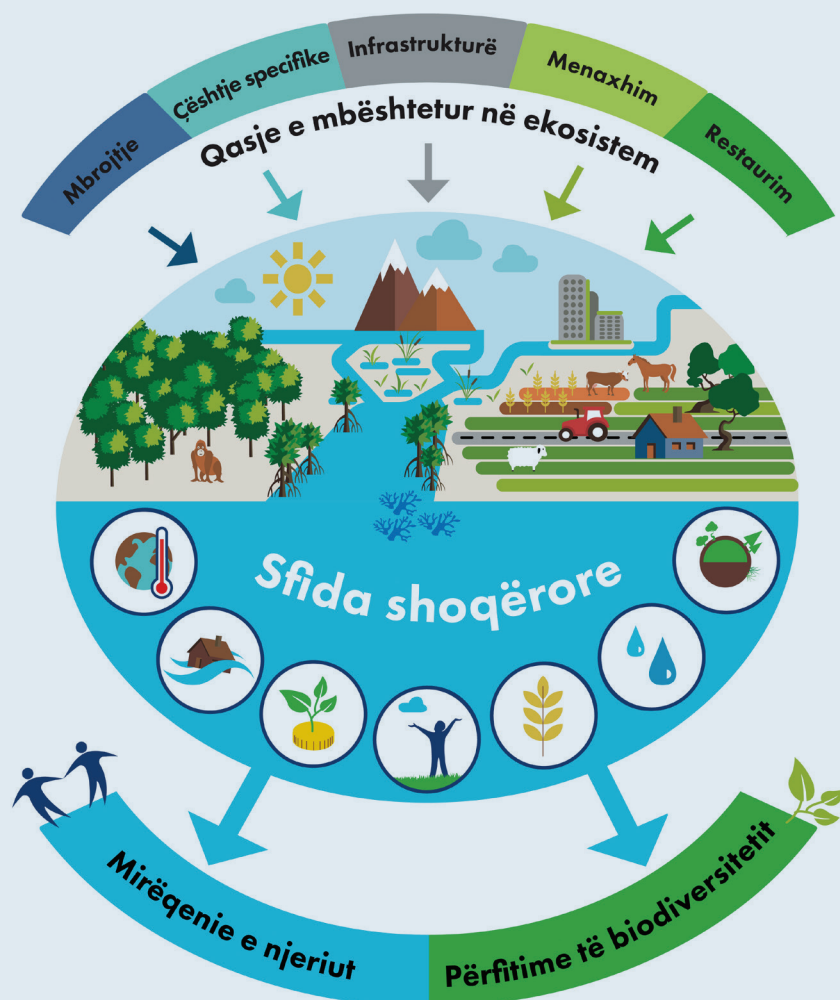 Mbrojtje
Çështje specifike
Infrastrukturë
Menaxhim
Restaurim
Qasje e mbështetur në ekosistem
Sfida shoqërore
Mirëqenie e njeriut
Përfitime të biodiversitetit